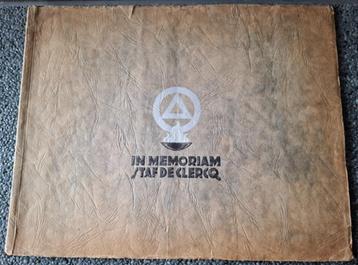 IN MEMORIAM
STAF DE CLERCQ